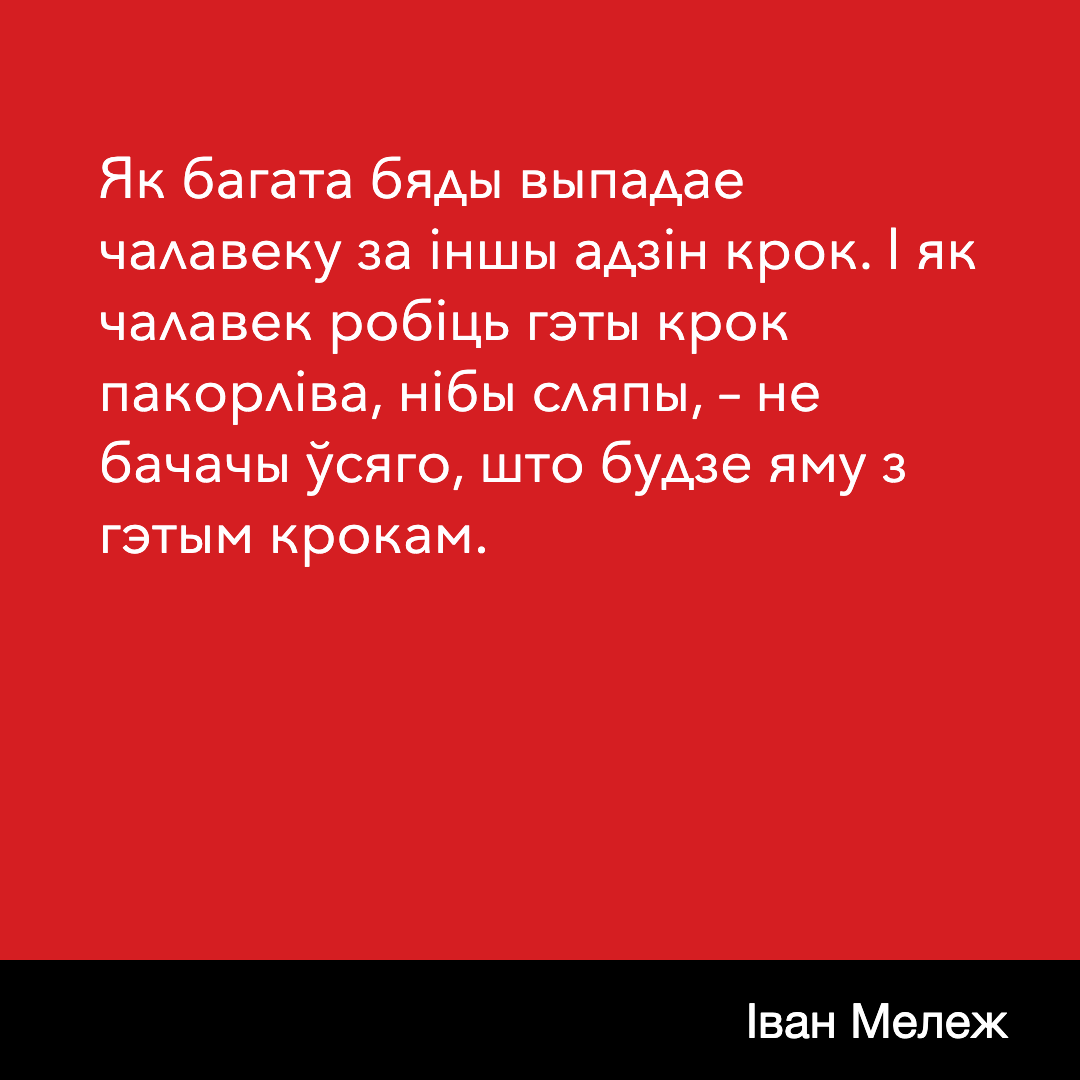 Як багата бяды выпадае
чалавеку за іншы адзін крок. І як
чалавек робіць гэты крок
пакорліва, нібы сляпы, – не
бачачы ўсяго, што будзе яму з
гэтым крокам.
Іван Мележ